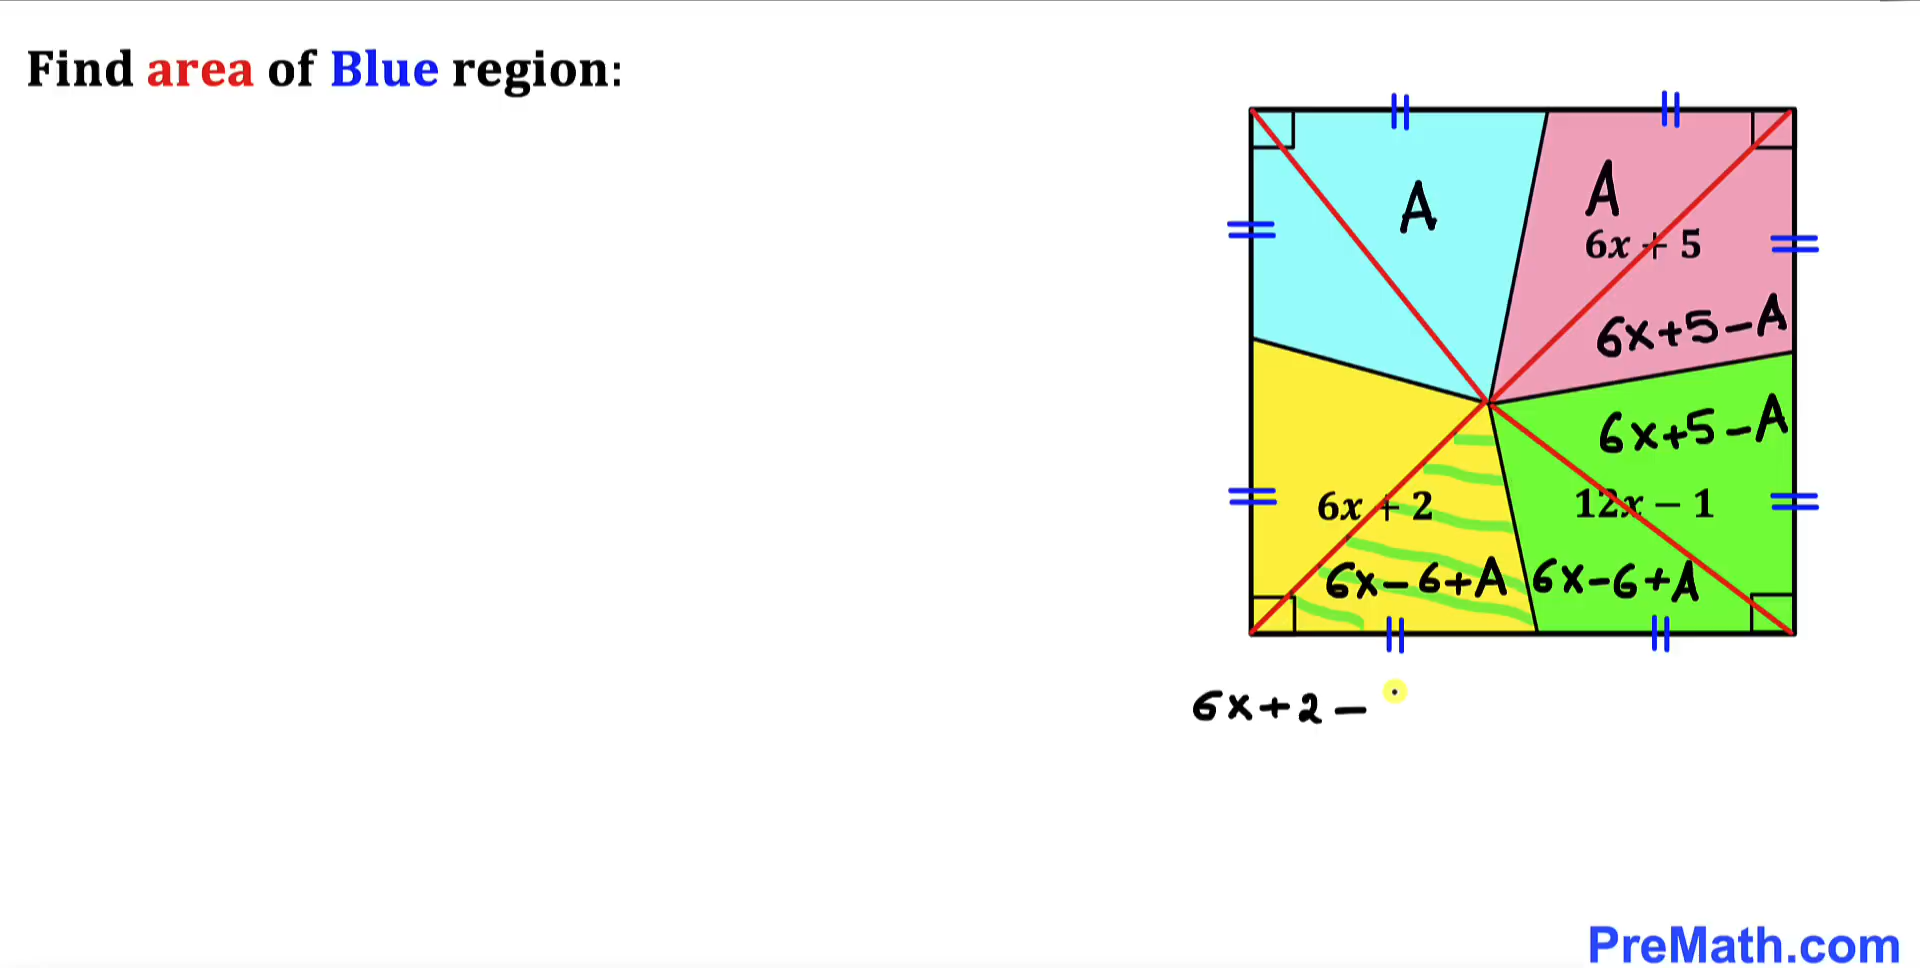 Find area of Blue region:
A
A
6x + 5
6x+5-A
6x+5-A
6x + 2
12x − 1
6x-6+A
6x-6+A
6x+2-
PreMath.com